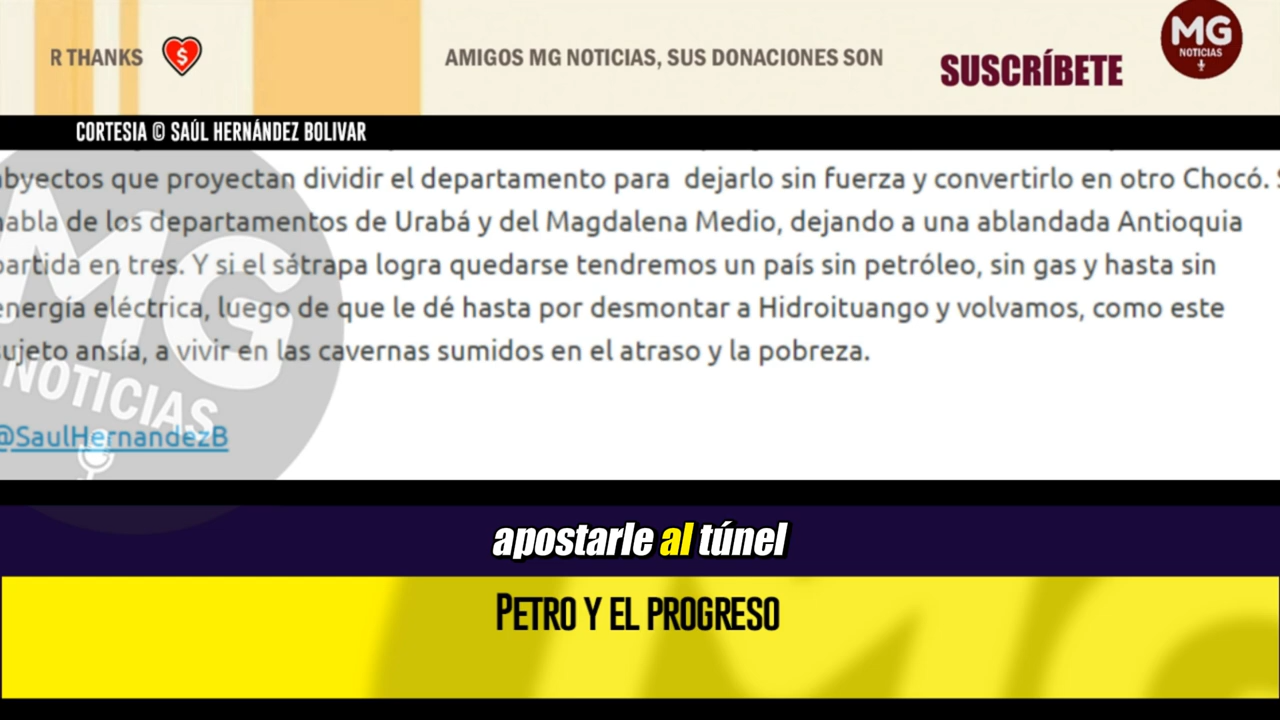 R THANKS
AMIGOS MG NOTICIAS, SUS DONACIONES SON
SUSCRÍBETE
MG
NOTICIAS
CORTESIA © SAÚL HERNÁNDEZ BOLIVAR
abyectos que proyectan dividir el departamento para dejarlo sin fuerza y convertirlo en otro Chocó. S
habla de los departamentos de Urabá y del Magdalena Medio, dejando a una ablandada Antioquia
partida en tres. Y si el sátrapa logra quedarse tendremos un país sin petróleo, sin gas y hasta sin
energía eléctrica, luego de que le dé hasta por desmontar a Hidroituango y volvamos, como este
sujeto ansía, a vivir en las cavernas sumidos en el atraso y la pobreza.
MG
NOTICIAS
@SaulHernandezB
apostarle al túnel
PETRO Y EL PROGRESO